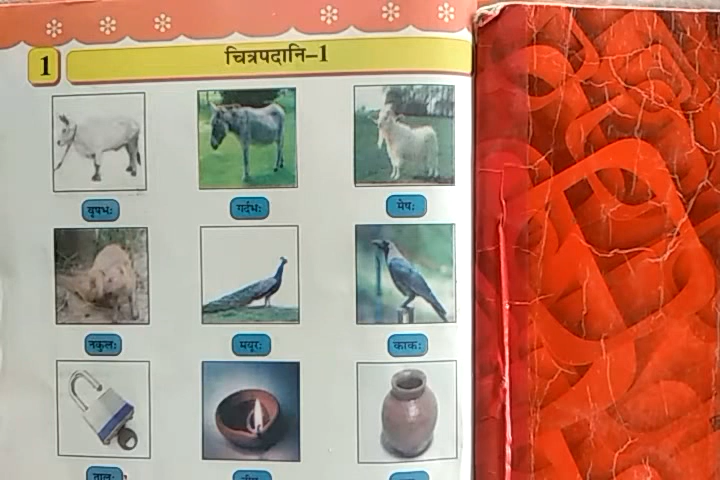 1
चित्रपदानि–1
वृषभः गर्दभः मेषः
नकुलः मयूरः काकः
तालः